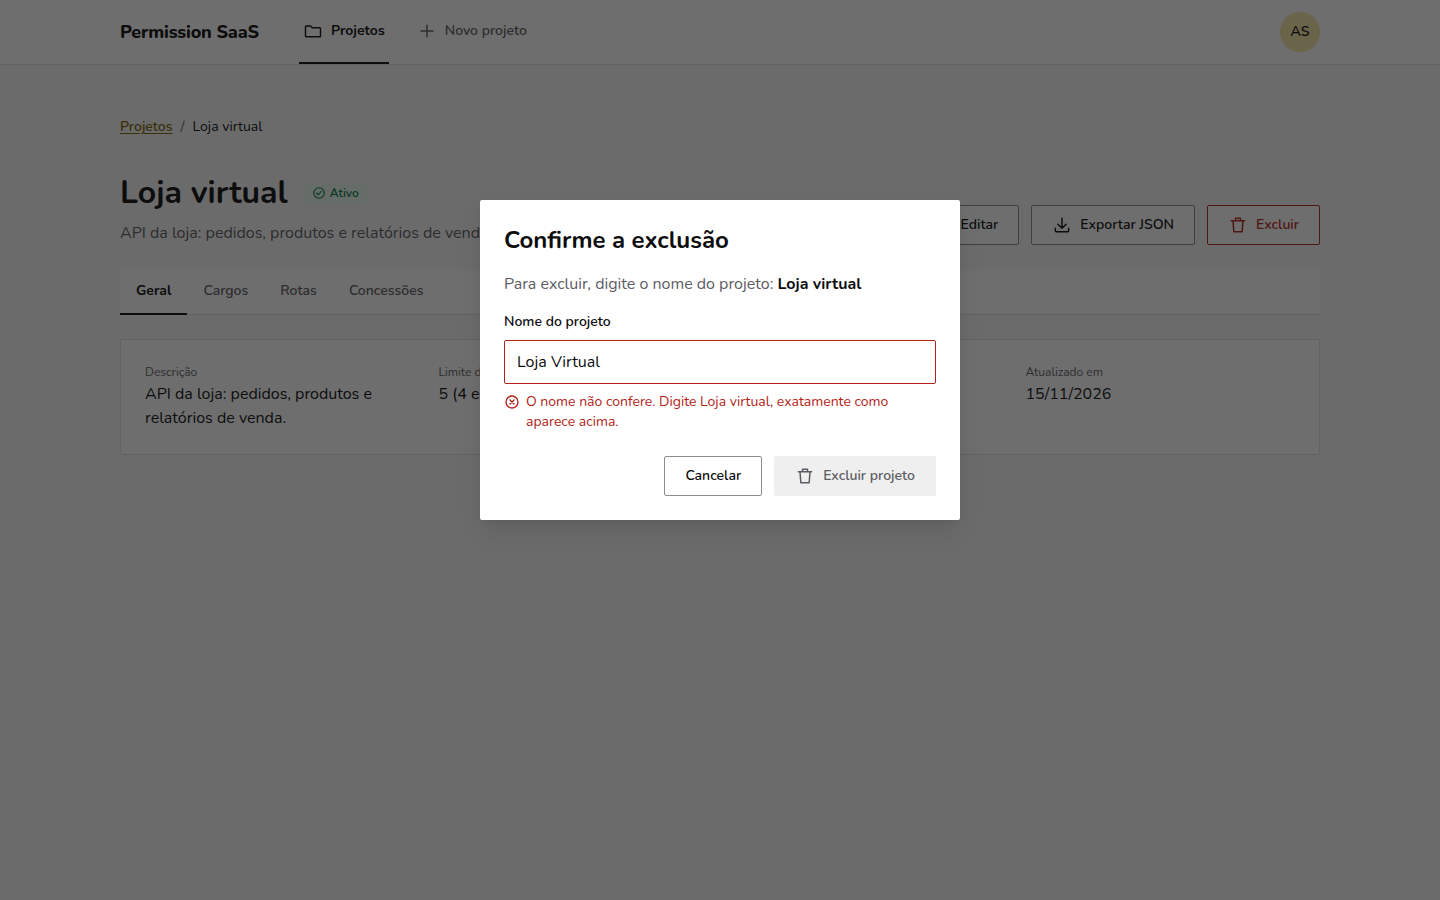 Permission SaaS
Projetos
Novo projeto
AS
Projetos / Loja virtual
Loja virtual
Ativo
API da loja: pedidos, produtos e relatórios de vend
Editar
Exportar JSON
Excluir
Geral
Cargos
Rotas
Concessões
Descrição
API da loja: pedidos, produtos e
relatórios de venda.
Limite d
5 (4 e
Atualizado em
15/11/2026
Confirme a exclusão
Para excluir, digite o nome do projeto: Loja virtual
Nome do projeto
Loja Virtual
O nome não confere. Digite Loja virtual, exatamente como
aparece acima.
Cancelar
Excluir projeto